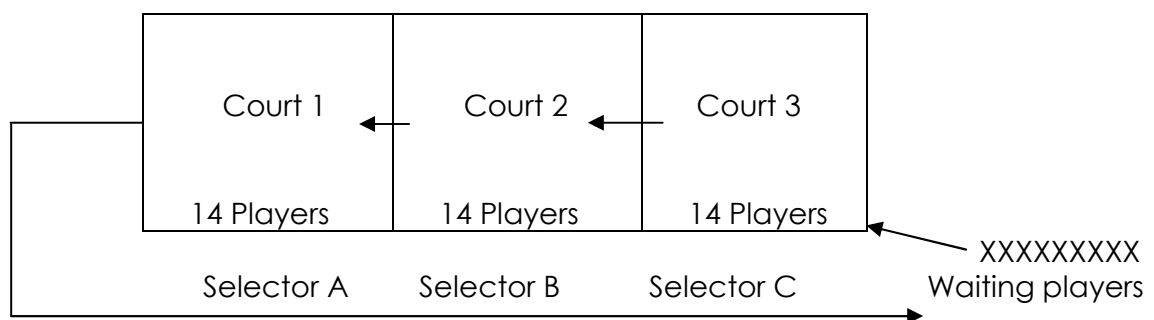 Court 1 Court 2 Court 3
14 Players 14 Players 14 Players
XXXXXXXXX
Selector A Selector B Selector C Waiting players